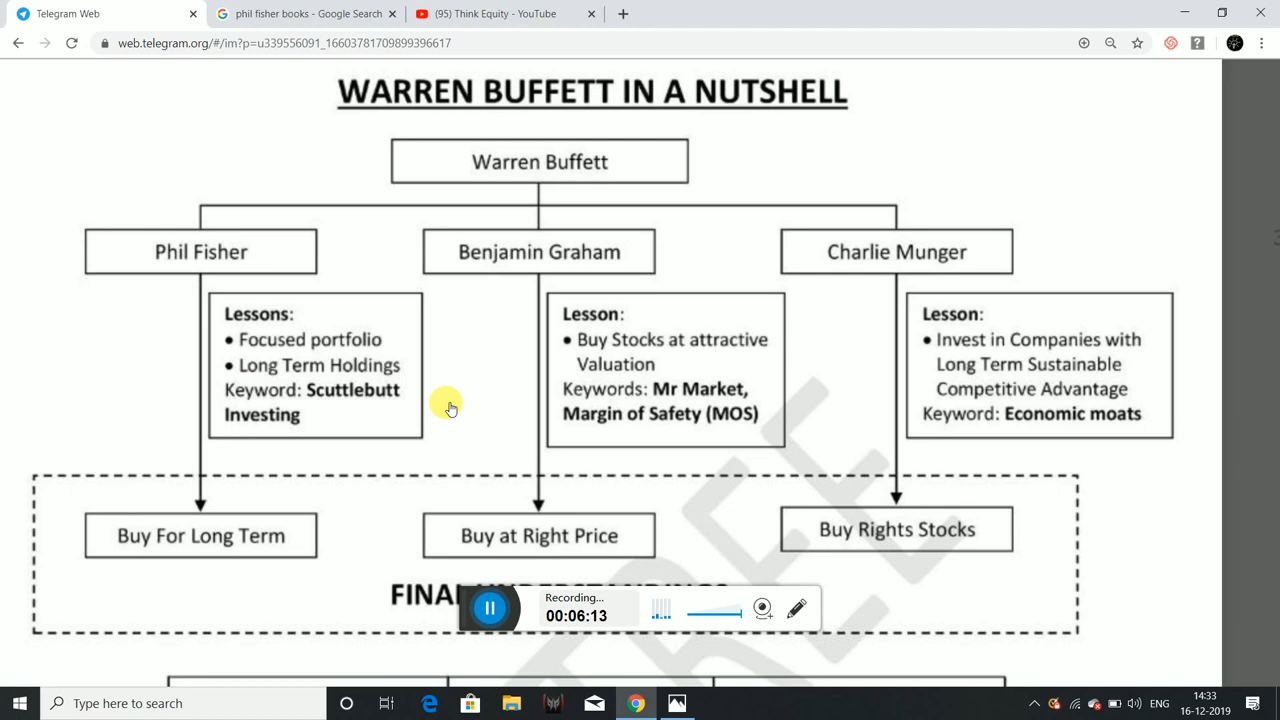 Telegram Web
phil fisher books - Google Search
(95) Think Equity - YouTube
web.telegram.org/#/im?p=u339556091_16603781709899396617
WARREN BUFFETT IN A NUTSHELL
Warren Buffett
Phil Fisher
Benjamin Graham
Charlie Munger
Lessons:
• Focused portfolio
• Long Term Holdings
Keyword: Scuttlebutt
Investing
Lesson:
• Buy Stocks at attractive
Valuation
Keywords: Mr Market,
Margin of Safety (MOS)
Lesson:
• Invest in Companies with
Long Term Sustainable
Competitive Advantage
Keyword: Economic moats
Buy For Long Term
Buy at Right Price
Buy Rights Stocks
FINAL
Recording...
00:06:13
Type here to search
ENG
14:33
16-12-2019